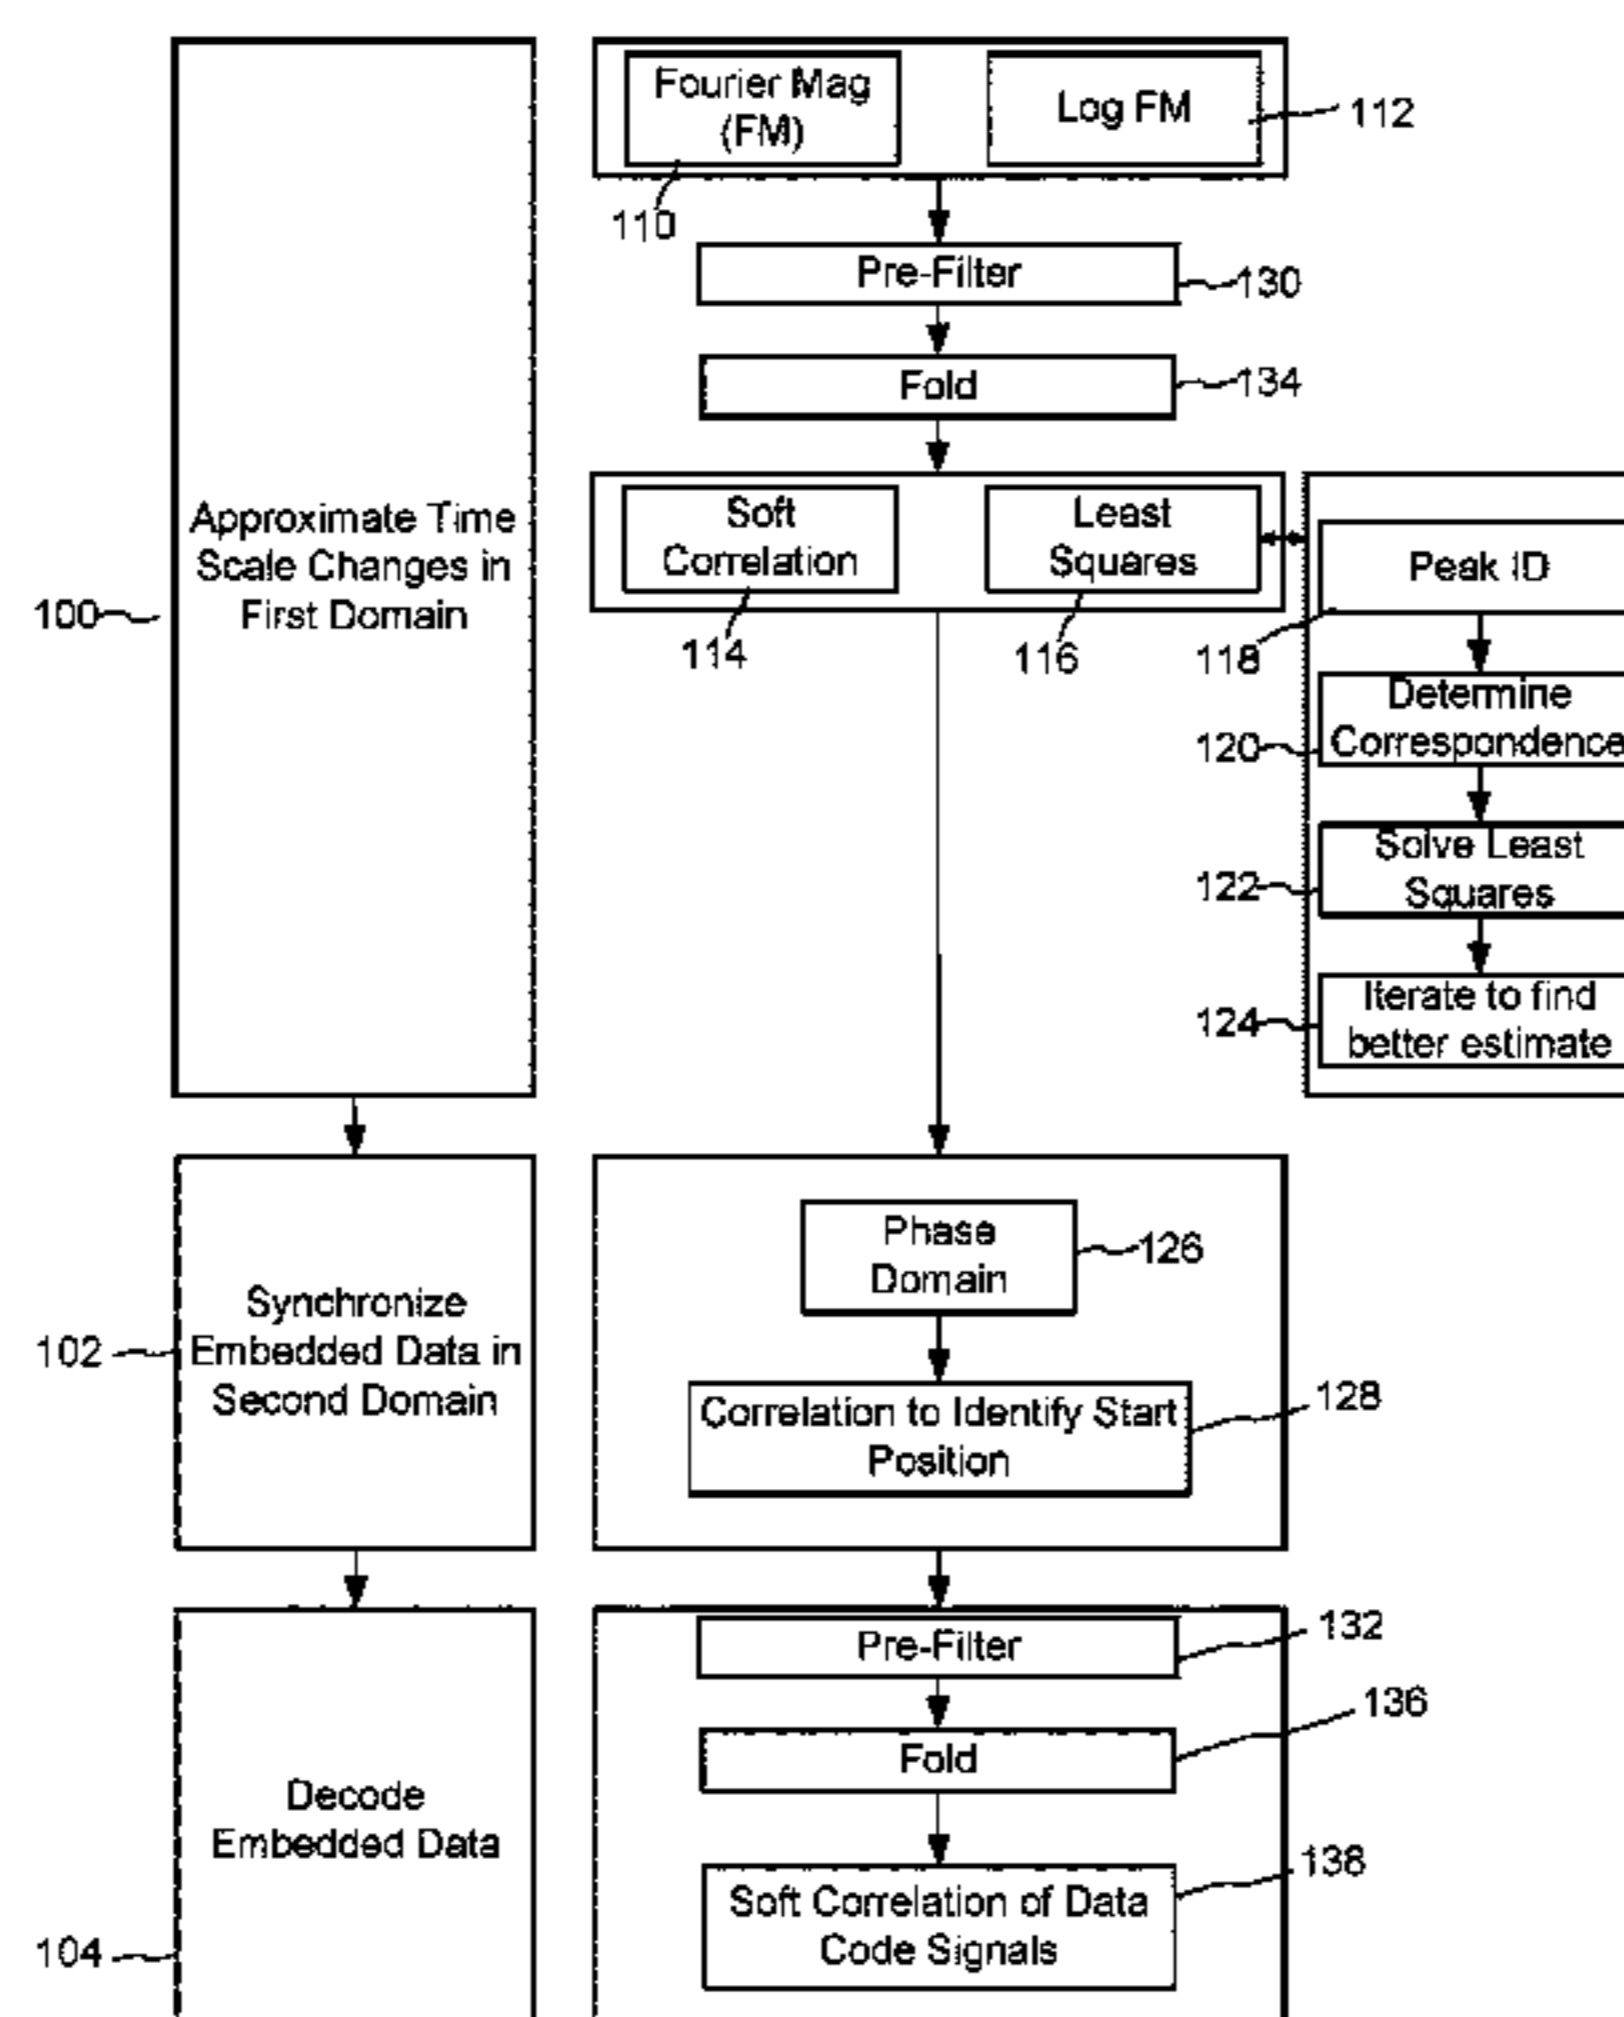 Fourier Mag
(FM)
Log FM
112
110
Pre-Filter
130
Fold
134
Approximate Time
Scale Changes in
First Domain
100
Soft
Correlation
Least
Squares
114
116
Peak ID
118
Determine
Correspondence
120
Solve Least
Squares
122
Iterate to find
better estimate
124
Synchronize
Embedded Data in
Second Domain
102
Phase
Domain
126
Correlation to Identify Start
Position
128
Decode
Embedded Data
104
Pre-Filter
132
Fold
136
Soft Correlation of Data
Code Signals
138